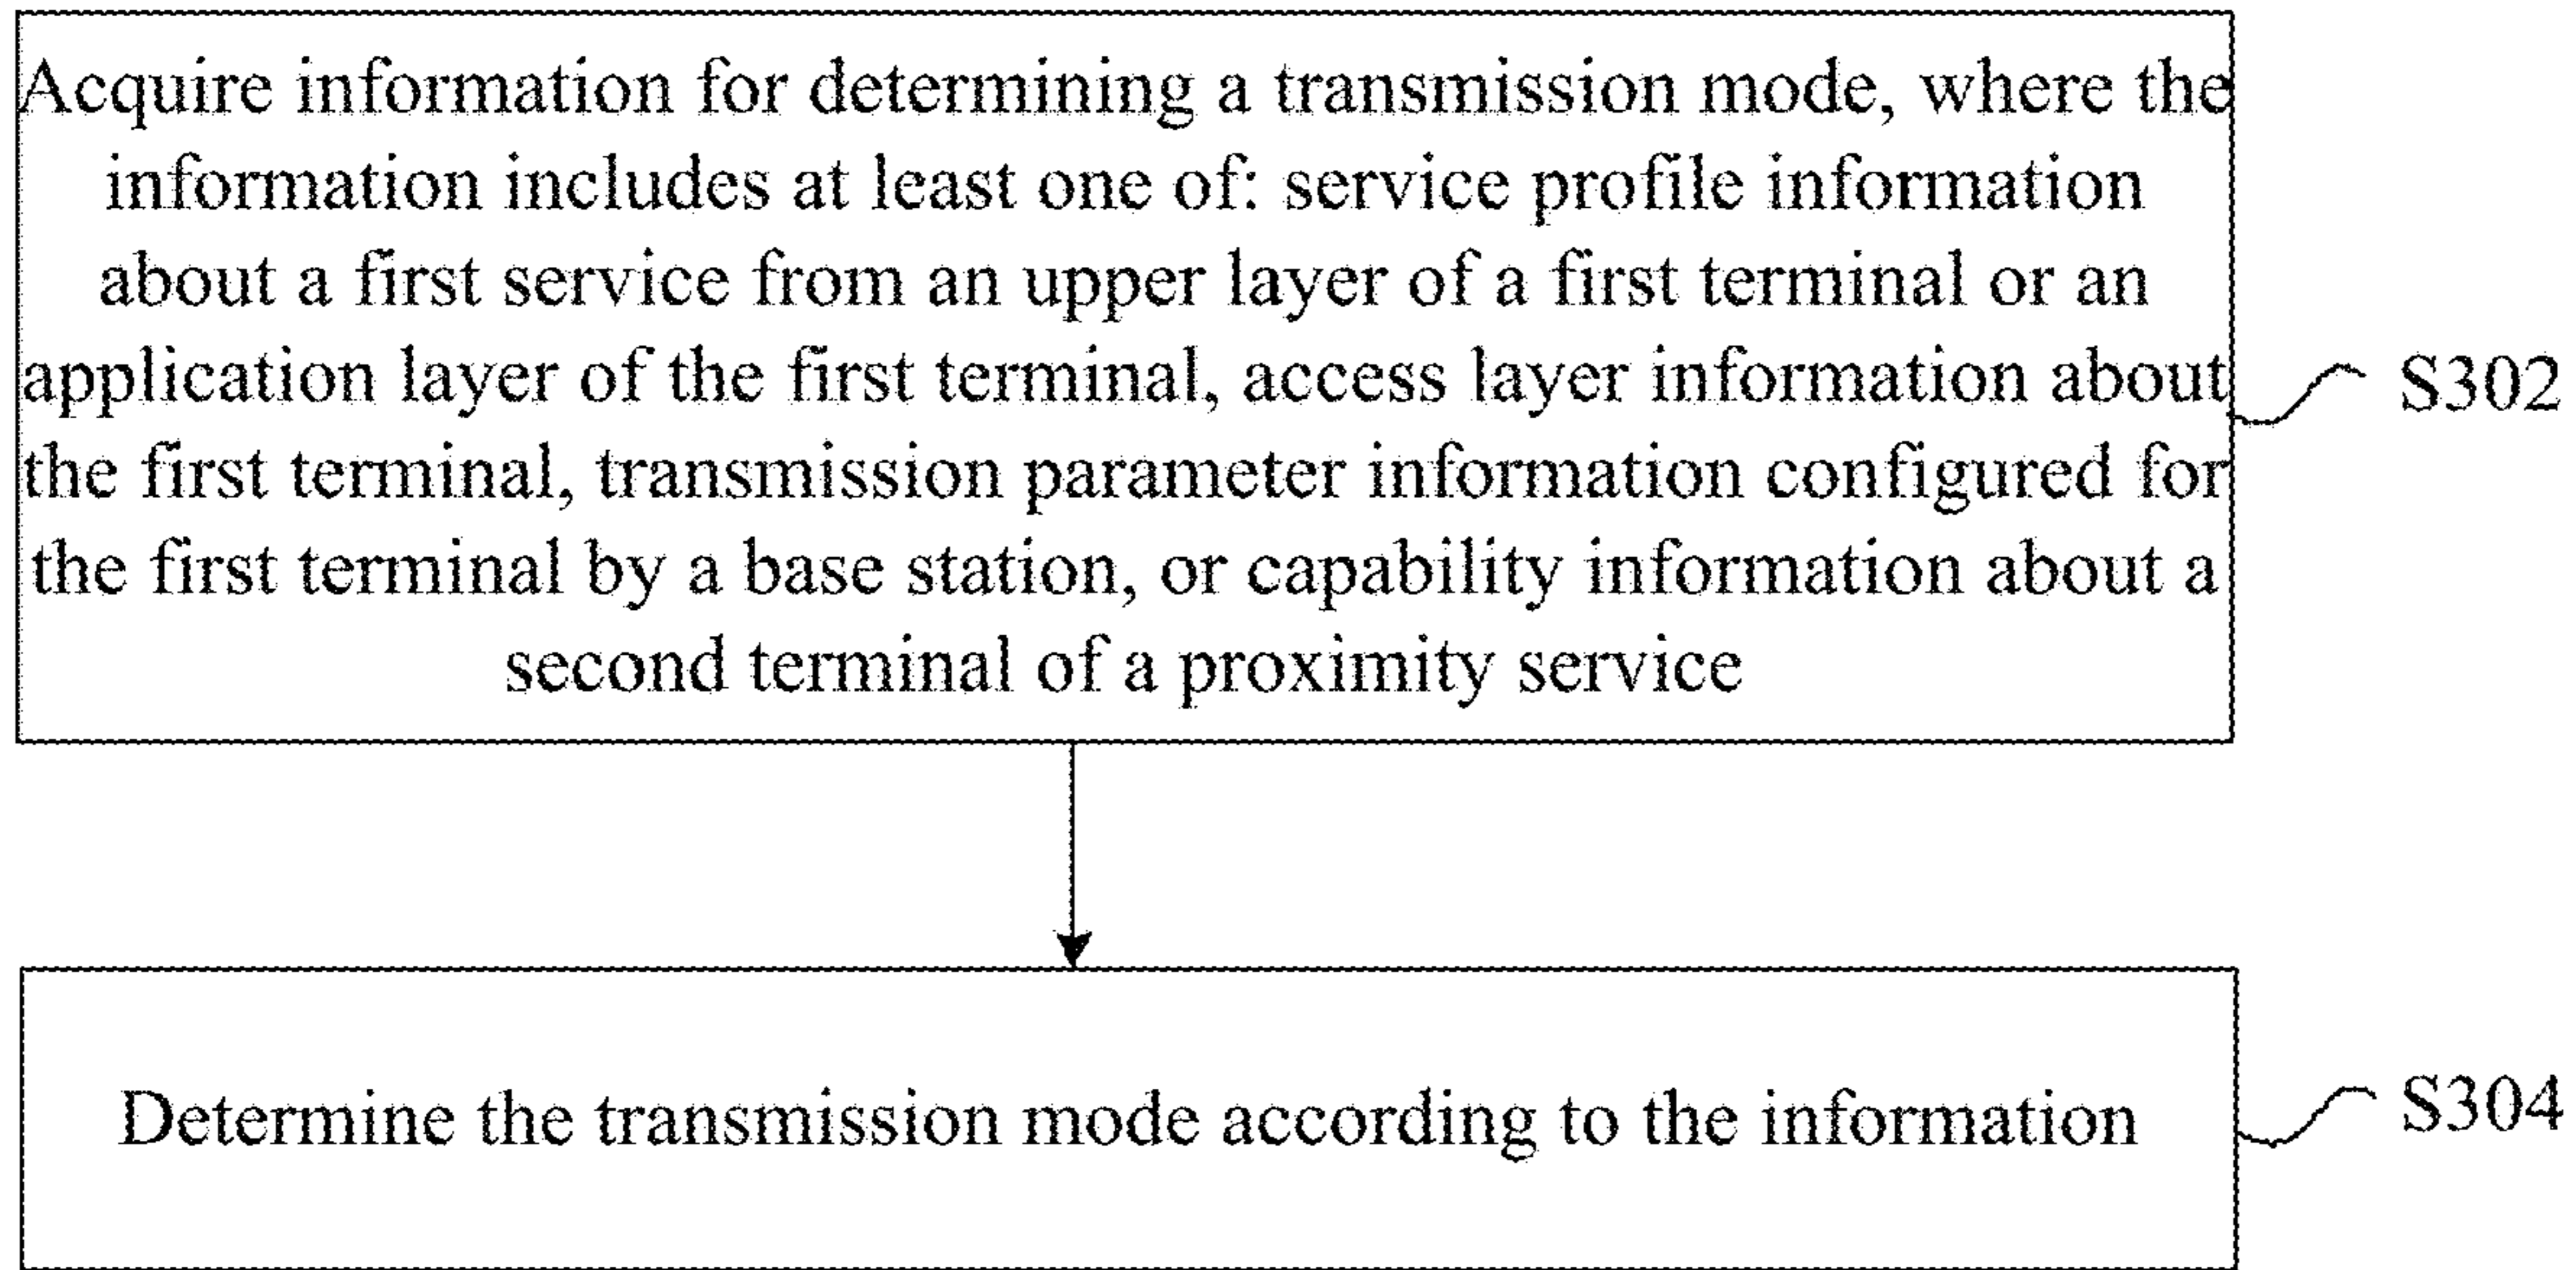 Acquire information for determining a transmission mode, where the
information includes at least one of: service profile information
about a first service from an upper layer of a first terminal or an
application layer of the first terminal, access layer information about
the first terminal, transmission parameter information configured for
the first terminal by a base station, or capability information about a
second terminal of a proximity service
S302
Determine the transmission mode according to the information
S304